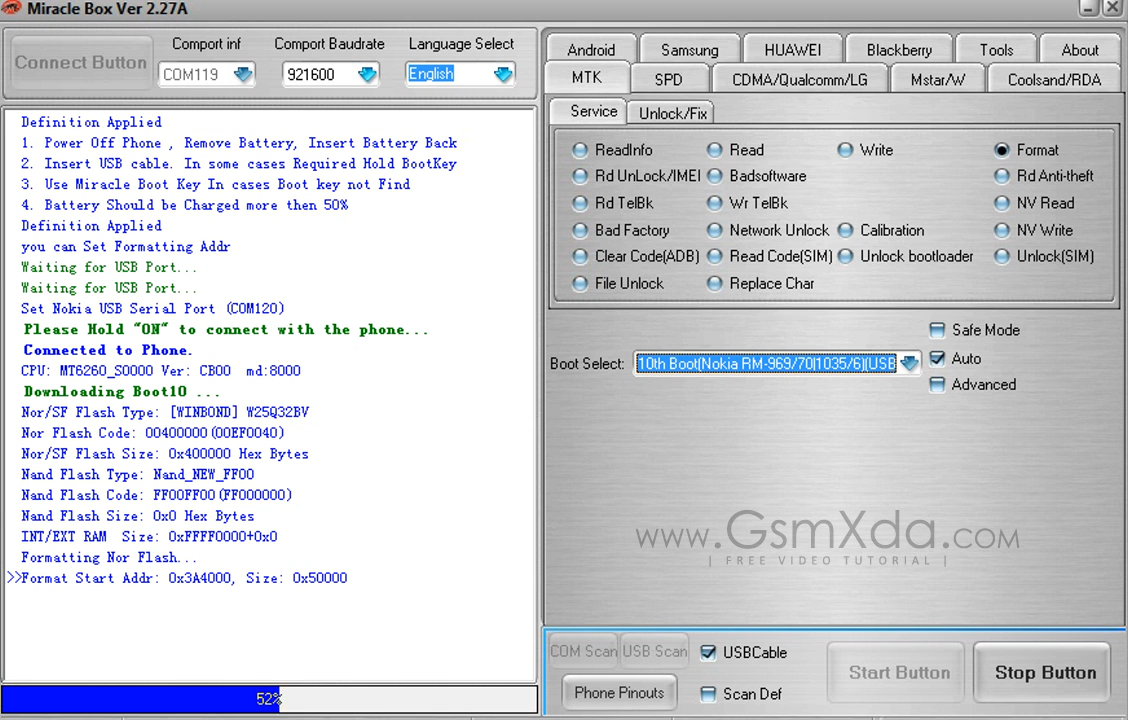 Miracle Box Ver 2.27A
Connect Button
Comport inf
Comport Baudrate
Language Select
COM119
921600
English
Definition Applied
1. Power Off Phone , Remove Battery, Insert Battery Back
2. Insert USB cable. In some cases Required Hold BootKey
3. Use Miracle Boot Key In cases Boot key not Find
4. Battery Should be Charged more then 50%
Definition Applied
you can Set Formatting Addr
Waiting for USB Port...
Waiting for USB Port...
Set Nokia USB Serial Port (COM120)
Please Hold "ON" to connect with the phone...
Connected to Phone.
CPU: MT6260_S0000 Ver: CB00 md:8000
Downloading Boot10 ...
Nor/SF Flash Type: [WINBOND] W25Q32BV
Nor Flash Code: 00400000(00EF0040)
Nor/SF Flash Size: 0x400000 Hex Bytes
Nand Flash Type: Nand_NEW_FF00
Nand Flash Code: FF00FF00(FF000000)
Nand Flash Size: 0x0 Hex Bytes
INT/EXT RAM Size: 0xFFFF0000+0x0
Formatting Nor Flash...
>>Format Start Addr: 0x3A4000, Size: 0x50000
52%
Android Samsung HUAWEI Blackberry Tools About
MTK SPD CDMA/Qualcomm/LG Mstar/W Coolsand/RDA
Service Unlock/Fix
ReadInfo Read Write Format
Rd UnLock/IMEI Badsoftware Rd Anti-theft
Rd TelBk Wr TelBk NV Read
Bad Factory Network Unlock Calibration NV Write
Clear Code(ADB) Read Code(SIM) Unlock bootloader Unlock(SIM)
File Unlock Replace Char
Safe Mode
Boot Select: 10th Boot(Nokia RM-969/70|1035/6)(USB
Auto
Advanced
www.GsmXda.com
| FREE VIDEO TUTORIAL |
COM Scan USB Scan USBCable
Start Button Stop Button
Phone Pinouts Scan Def